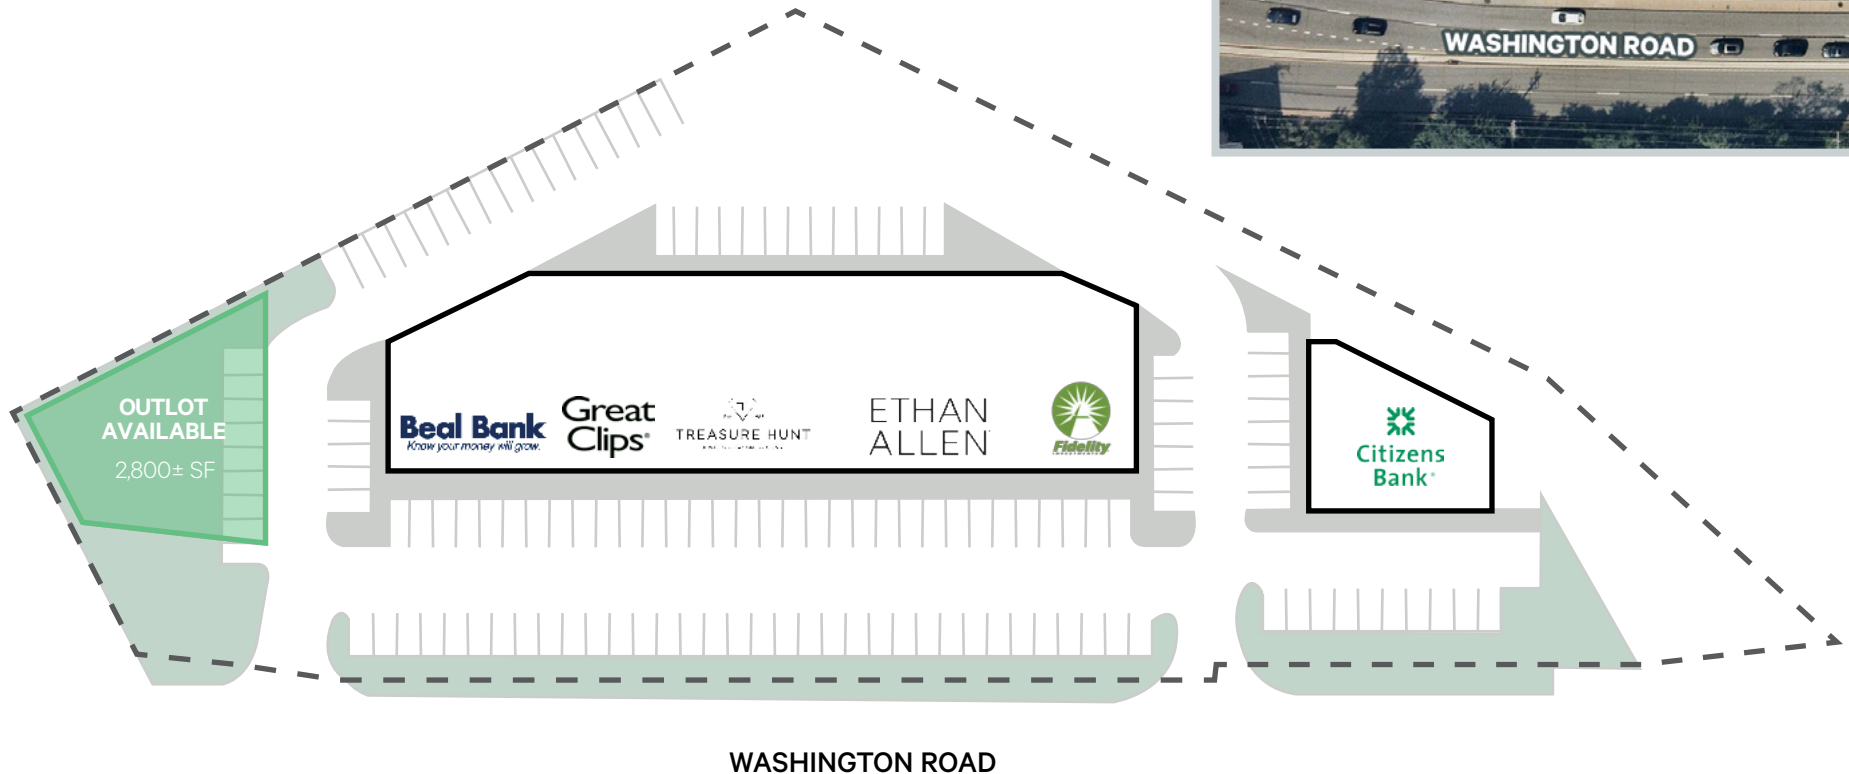 WASHINGTON ROAD
OUTLOT
AVAILABLE
2,800± SF
Beal Bank
Know your money will grow.
Great
Clips®
TREASURE HUNT
ETHAN
ALLEN
Fidelity
INVESTMENTS
Citizens
Bank®
WASHINGTON ROAD